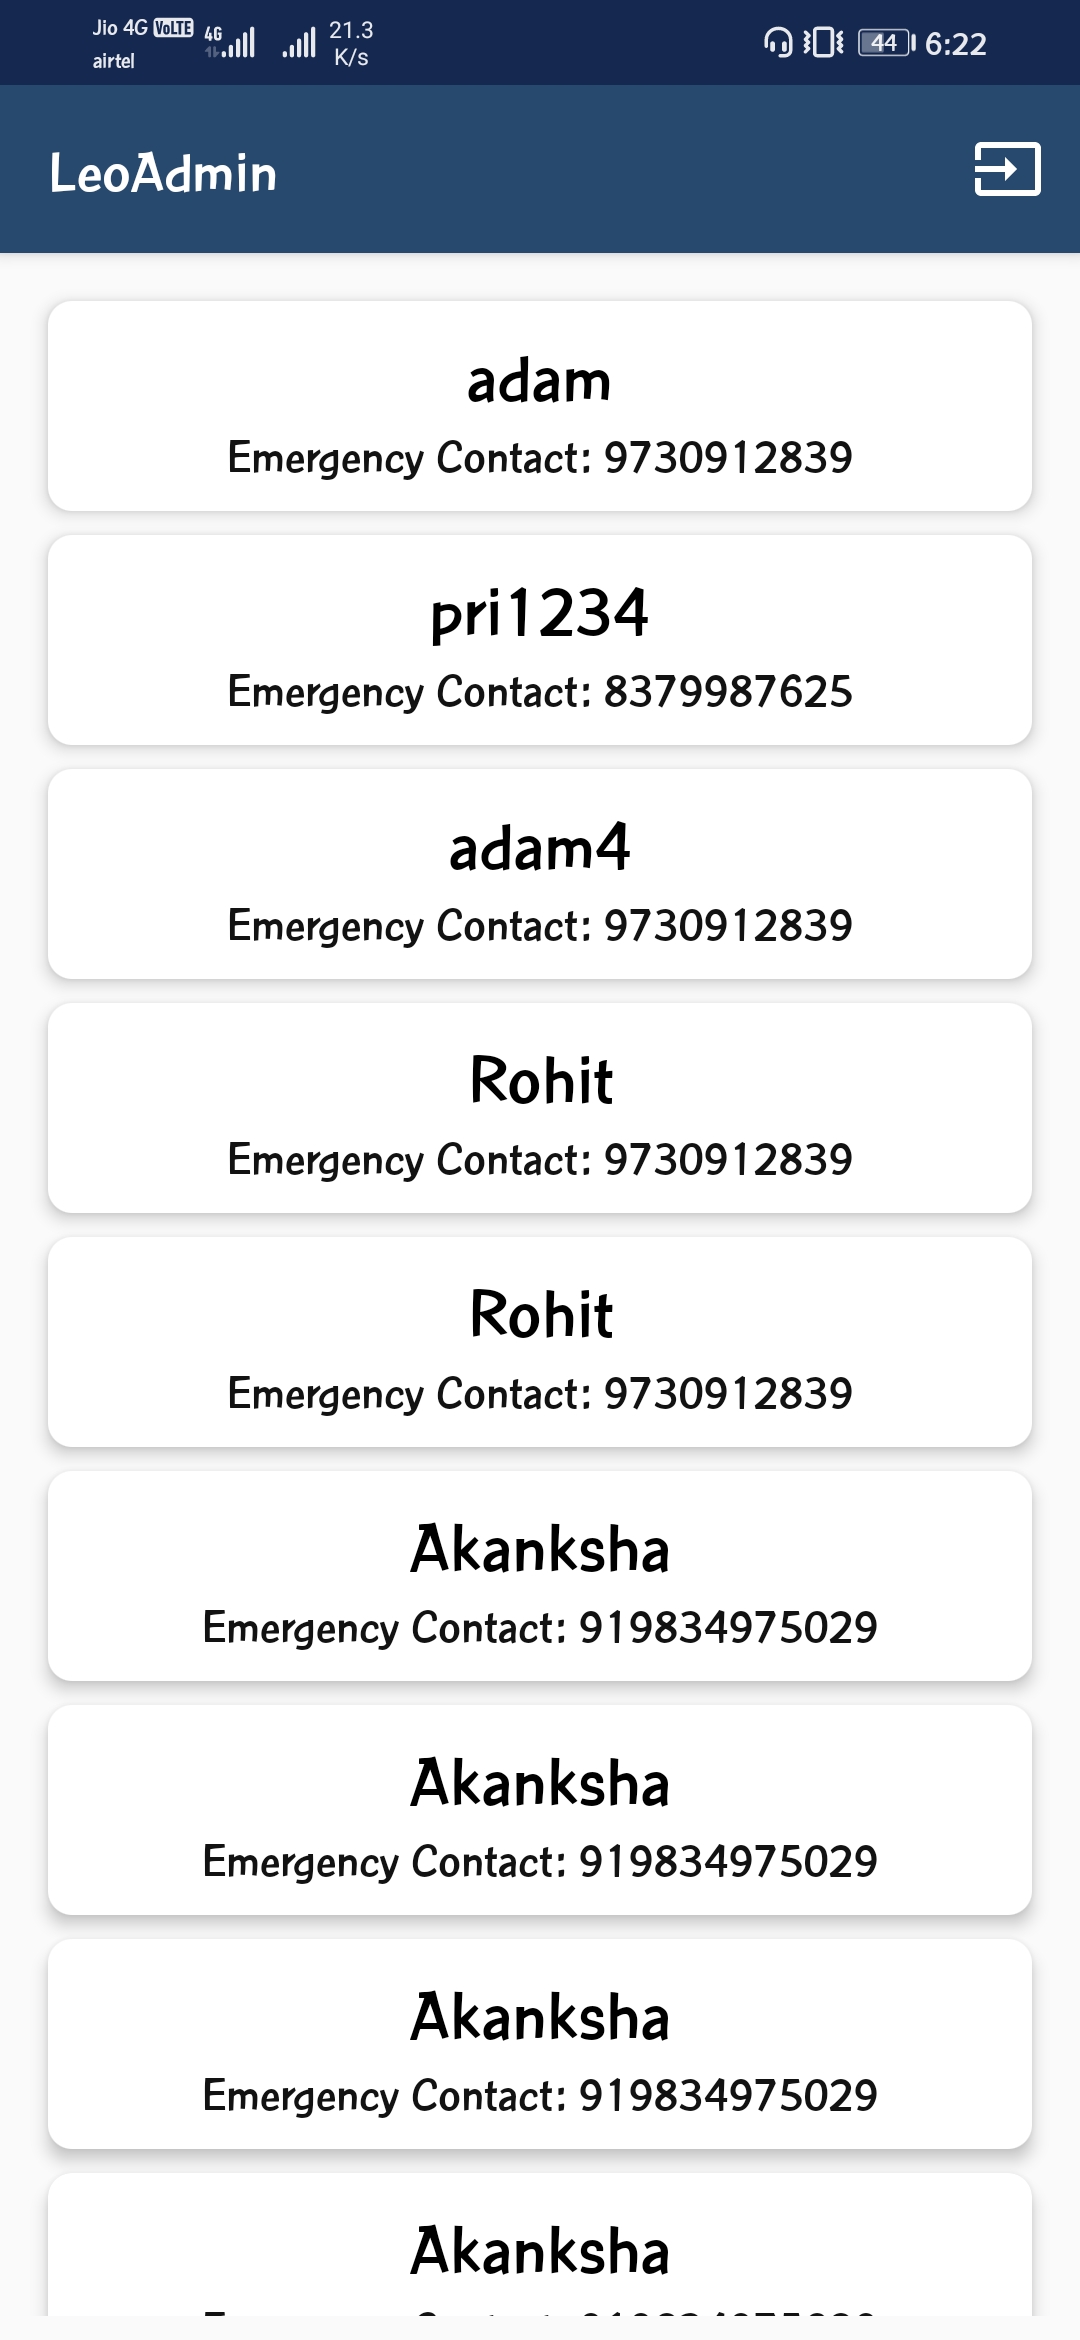 Jio 4G VoLTE 4G 21.3 K/s 44 6:22
airtel
LeoAdmin
adam
Emergency Contact: 9730912839
pri1234
Emergency Contact: 8379987625
adam4
Emergency Contact: 9730912839
Rohit
Emergency Contact: 9730912839
Rohit
Emergency Contact: 9730912839
Akanksha
Emergency Contact: 919834975029
Akanksha
Emergency Contact: 919834975029
Akanksha
Emergency Contact: 919834975029
Akanksha